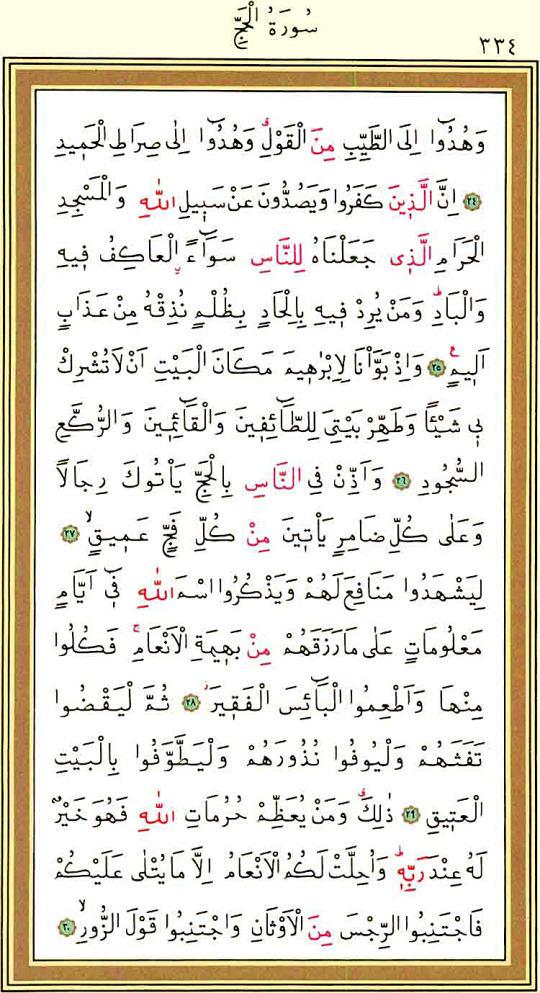 سُورَةُ الْحَجِّ
٣٣٤
وَهُدُٓوا اِلَى الطَّيِّبِ مِنَ الْقَوْلِۚ وَهُدُٓوا اِلٰى صِرَاطِ الْحَمٖيدِ
﴿٢٤﴾ اِنَّ الَّذٖينَ كَفَرُوا وَيَصُدُّونَ عَنْ سَبٖيلِ اللّٰهِ وَالْمَسْجِدِ
الْحَرَامِ الَّذٖى جَعَلْنَاهُ لِلنَّاسِ سَوَٓاءًۨ الْعَاكِفُ فٖيهِ
وَالْبَادِؕ وَمَنْ يُرِدْ فٖيهِ بِاِلْحَادٍ بِظُلْمٍ نُذِقْهُ مِنْ عَذَابٍ
اَلٖيمٍࣖ ﴿٢٥﴾ وَاِذْ بَوَّأْنَا لِاِبْرٰهٖيمَ مَكَانَ الْبَيْتِ اَنْ لَا تُشْرِكْ
بٖى شَيْـًٔا وَطَهِّرْ بَيْتِىَ لِلطَّٓائِفٖينَ وَالْقَٓائِمٖينَ وَالرُّكَّعِ
السُّجُودِ ﴿٢٦﴾ وَاَذِّنْ فِى النَّاسِ بِالْحَجِّ يَأْتُوكَ رِجَالًا
وَعَلٰى كُلِّ ضَامِرٍ يَأْتٖينَ مِنْ كُلِّ فَجٍّ عَمٖيقٍۙ ﴿٢٧﴾
لِيَشْهَدُوا مَنَافِعَ لَهُمْ وَيَذْكُرُوا اسْمَ اللّٰهِ فٖٓى اَيَّامٍ
مَعْلُومَاتٍ عَلٰى مَا رَزَقَهُمْ مِنْ بَهٖيمَةِ الْاَنْعَامِۚ فَكُلُوا
مِنْهَا وَاَطْعِمُوا الْبَٓائِسَ الْفَقٖيرَؗ ﴿٢٨﴾ ثُمَّ لْيَقْضُوا
تَفَثَهُمْ وَلْيُوفُوا نُذُورَهُمْ وَلْيَطَّوَّفُوا بِالْبَيْتِ
الْعَتٖيقِ ﴿٢٩﴾ ذٰلِكَۗ وَمَنْ يُعَظِّمْ حُرُمَاتِ اللّٰهِ فَهُوَ خَيْرٌ
لَهُ عِنْدَ رَبِّهٖؕ وَاُحِلَّتْ لَكُمُ الْاَنْعَامُ اِلَّا مَا يُتْلٰى عَلَيْكُمْ
فَاجْتَنِبُوا الرِّجْسَ مِنَ الْاَوْثَانِ وَاجْتَنِبُوا قَوْلَ الزُّورِۙ ﴿٣٠﴾